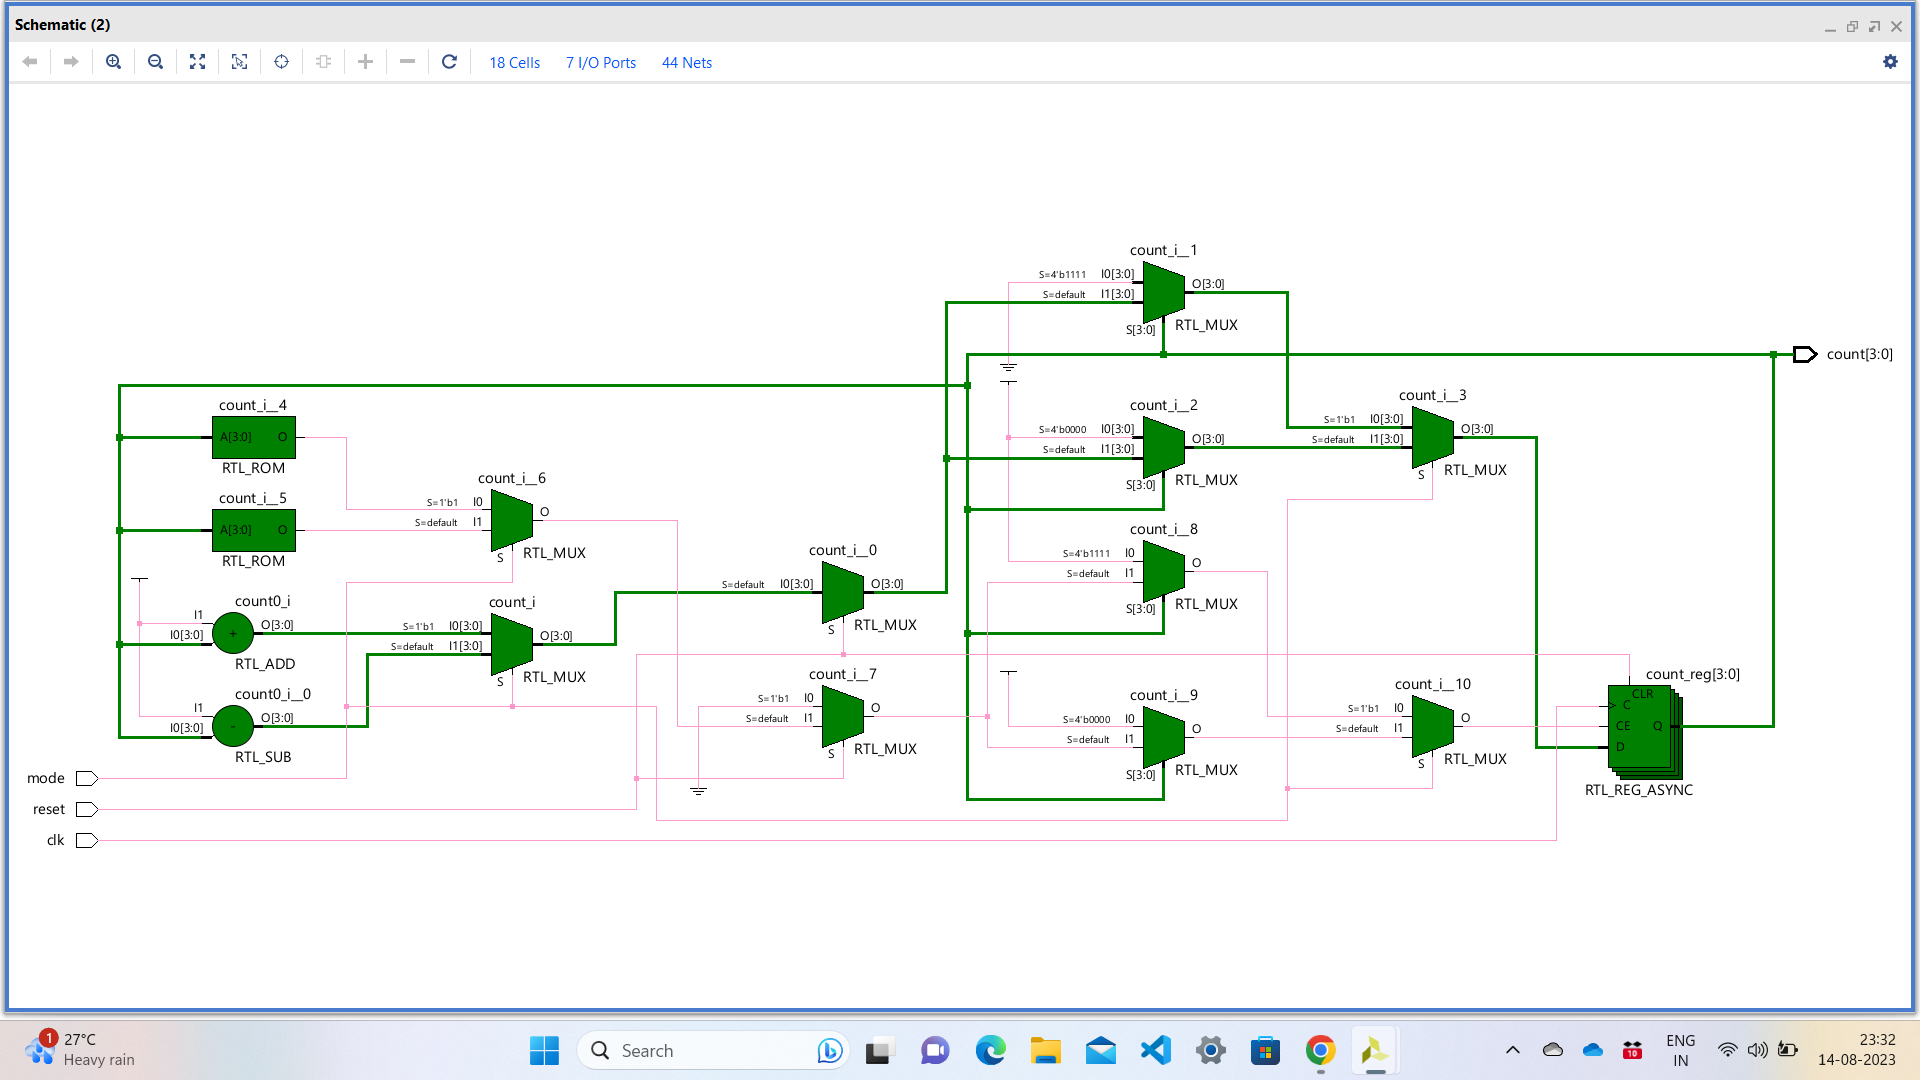 Schematic (2)
18 Cells 7 I/O Ports 44 Nets
count_i__1
S=4'b1111 I0[3:0]
S=default I1[3:0]
O[3:0]
S[3:0]
RTL_MUX
count[3:0]
count_i__4
A[3:0] O
RTL_ROM
count_i__2
S=4'b0000 I0[3:0]
S=default I1[3:0]
O[3:0]
S[3:0]
RTL_MUX
count_i__3
S=1'b1 I0[3:0]
S=default I1[3:0]
O[3:0]
S
RTL_MUX
count_i__5
A[3:0] O
RTL_ROM
count_i__6
S=1'b1 I0
S=default I1
O
S
RTL_MUX
count_i__8
S=4'b1111 I0
S=default I1
O
S[3:0]
RTL_MUX
count_i__0
S=default I0[3:0]
O[3:0]
S
RTL_MUX
count0_i
I1
I0[3:0]
+
O[3:0]
RTL_ADD
count_i
S=1'b1 I0[3:0]
S=default I1[3:0]
O[3:0]
S
RTL_MUX
count0_i__0
I1
I0[3:0]
-
O[3:0]
RTL_SUB
count_i__7
S=1'b1 I0
S=default I1
O
S
RTL_MUX
count_i__9
S=4'b0000 I0
S=default I1
O
S[3:0]
RTL_MUX
count_i__10
S=1'b1 I0
S=default I1
O
S
RTL_MUX
count_reg[3:0]
CLR
C
CE Q
D
RTL_REG_ASYNC
mode
reset
clk
1
27°C
Heavy rain
Search
10
ENG
IN
23:32
14-08-2023